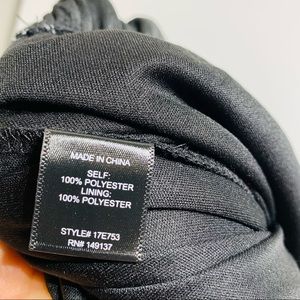 MADE IN CHINA
SELF:
100% POLYESTER
LINING:
100% POLYESTER
STYLE# 17E753
RN# 149137